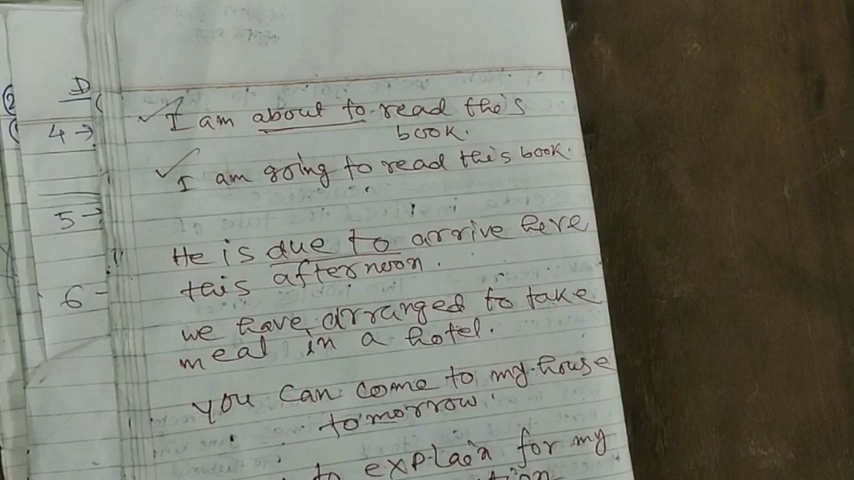 D
4→
I am about to read this
book.
I am going to read this book.
5→
He is due to arrive here
this afternoon.
6-
we have arranged to take
meal in a hotel.
you can come to my house
tomorrow.
to explain for my